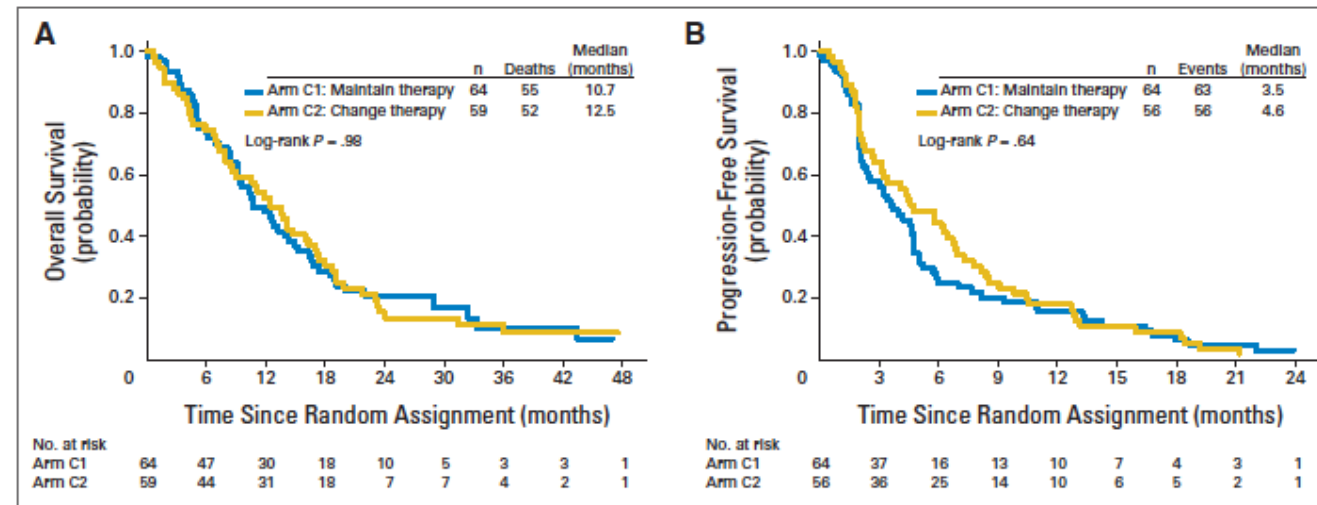 A
Overall Survival
(probability)
1.0
0.8
0.6
0.4
0.2
0
6
12
18
24
30
36
42
48
Median
n Deaths (months)
Arm C1: Maintain therapy 64 55 10.7
Arm C2: Change therapy 59 52 12.5
Log-rank P = .98
Time Since Random Assignment (months)
No. at risk
Arm C1 64 47 30 18 10 5 3 3 1
Arm C2 59 44 31 18 7 7 4 2 1
B
Progression-Free Survival
(probability)
1.0
0.8
0.6
0.4
0.2
0
3
6
9
12
15
18
21
24
Median
n Events (months)
Arm C1: Maintain therapy 64 63 3.5
Arm C2: Change therapy 56 56 4.6
Log-rank P = .64
Time Since Random Assignment (months)
No. at risk
Arm C1 64 37 16 13 10 7 4 3 1
Arm C2 56 36 25 14 10 6 5 2 1